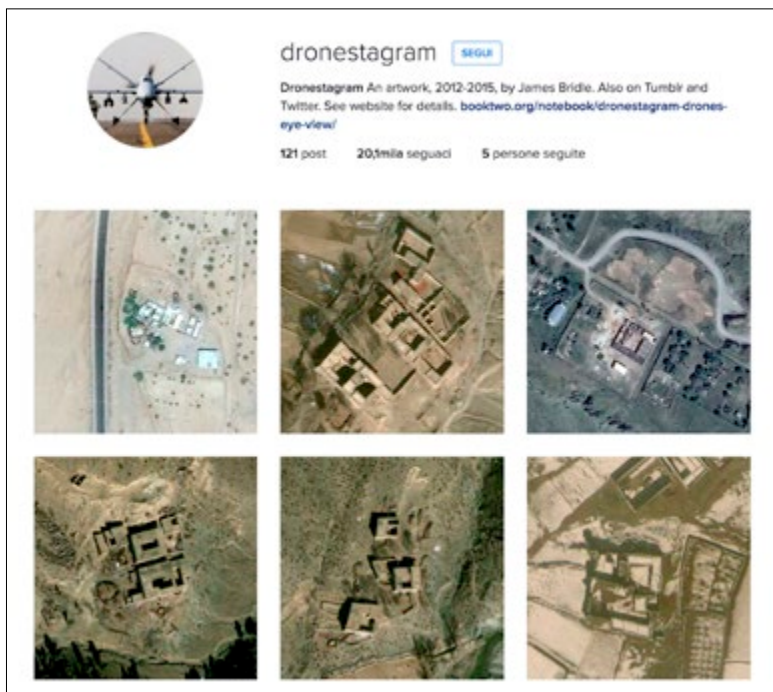 dronestagram SEGUI
Dronestagram An artwork, 2012-2015, by James Bridle. Also on Tumblr and
Twitter. See website for details. booktwo.org/notebook/dronestagram-drones-
eye-view/
121 post 20,1mila seguaci 5 persone seguite